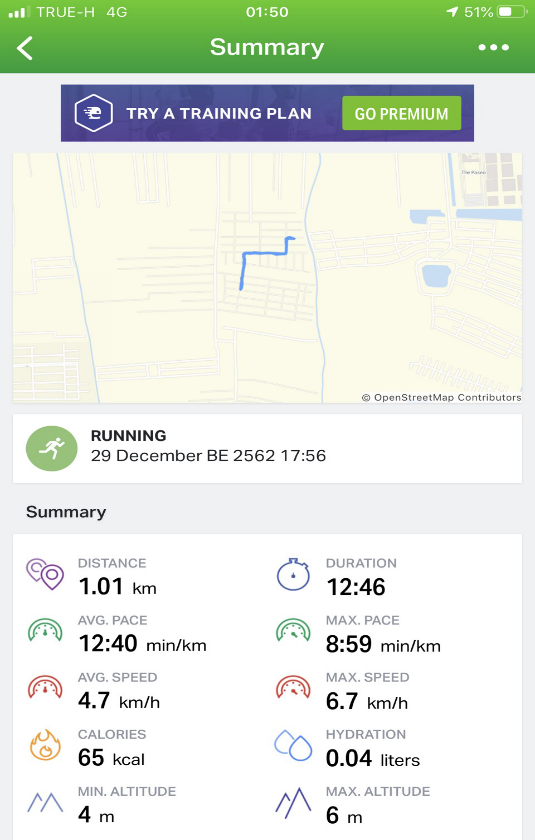 TRUE-H 4G 01:50 51%
Summary
TRY A TRAINING PLAN GO PREMIUM
© OpenStreetMap Contributors
RUNNING
29 December BE 2562 17:56
Summary
DISTANCE DURATION
1.01 km 12:46
AVG. PACE MAX. PACE
12:40 min/km 8:59 min/km
AVG. SPEED MAX. SPEED
4.7 km/h 6.7 km/h
CALORIES HYDRATION
65 kcal 0.04 liters
MIN. ALTITUDE MAX. ALTITUDE
4 m 6 m